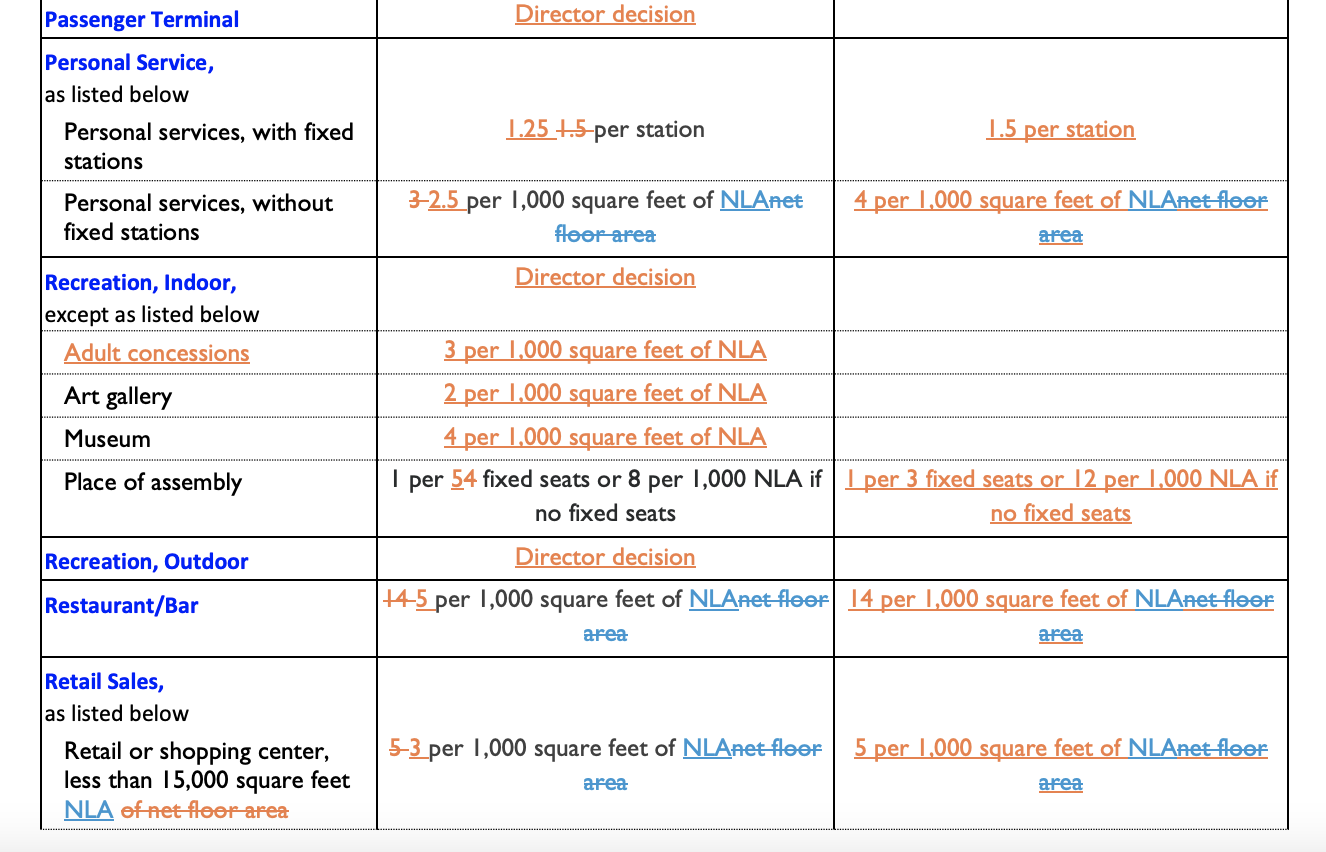 Passenger Terminal
Director decision
Personal Service,
as listed below
Personal services, with fixed
stations
1.25 1.5 per station
1.5 per station
Personal services, without
fixed stations
3 2.5 per 1,000 square feet of NLAnet
floor area
4 per 1,000 square feet of NLAnet floor
area
Recreation, Indoor,
except as listed below
Director decision
Adult concessions
3 per 1,000 square feet of NLA
Art gallery
2 per 1,000 square feet of NLA
Museum
4 per 1,000 square feet of NLA
Place of assembly
1 per 54 fixed seats or 8 per 1,000 NLA if
no fixed seats
1 per 3 fixed seats or 12 per 1,000 NLA if
no fixed seats
Recreation, Outdoor
Director decision
Restaurant/Bar
14 5 per 1,000 square feet of NLAnet floor
area
14 per 1,000 square feet of NLAnet floor
area
Retail Sales,
as listed below
Retail or shopping center,
less than 15,000 square feet
NLA of net floor area
5 3 per 1,000 square feet of NLAnet floor
area
5 per 1,000 square feet of NLAnet floor
area